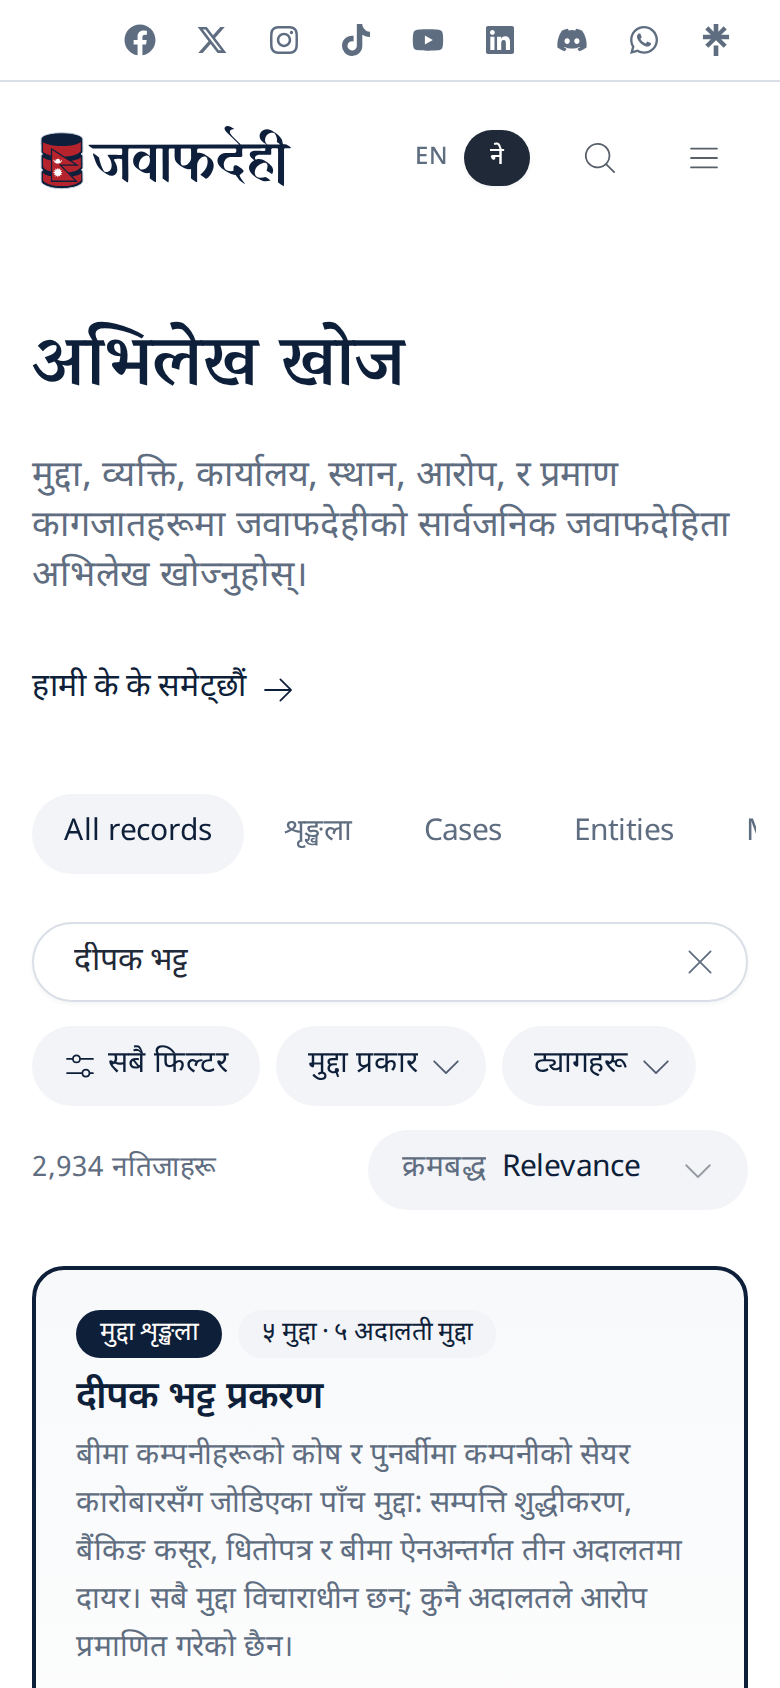 जवाफदेही
EN ने
अभिलेख खोज
मुद्दा, व्यक्ति, कार्यालय, स्थान, आरोप, र प्रमाण
कागजातहरूमा जवाफदेहीको सार्वजनिक जवाफदेहिता
अभिलेख खोज्नुहोस्।
हामी के के समेट्छौं
All records शृङ्खला Cases Entities
दीपक भट्ट
सबै फिल्टर मुद्दा प्रकार ट्यागहरू
2,934 नतिजाहरू क्रमबद्ध Relevance
मुद्दा शृङ्खला ५ मुद्दा · ५ अदालती मुद्दा
दीपक भट्ट प्रकरण
बीमा कम्पनीहरूको कोष र पुनर्बीमा कम्पनीको सेयर
कारोबारसँग जोडिएका पाँच मुद्दा: सम्पत्ति शुद्धीकरण,
बैंकिङ कसूर, धितोपत्र र बीमा ऐनअन्तर्गत तीन अदालतमा
दायर। सबै मुद्दा विचाराधीन छन्; कुनै अदालतले आरोप
प्रमाणित गरेको छैन।